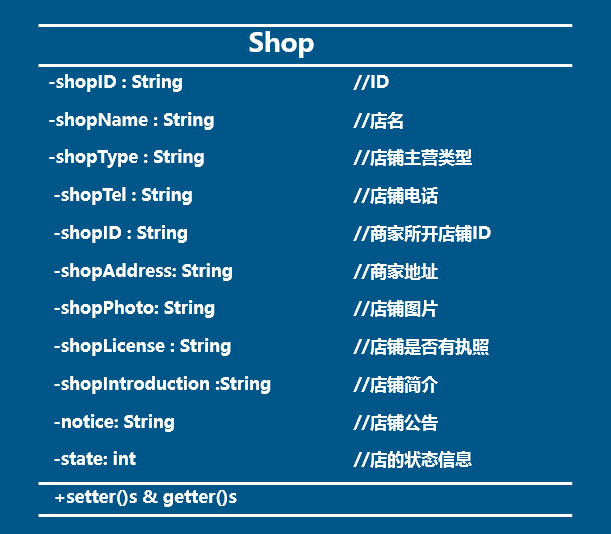 Shop
-shopID : String //ID
-shopName : String //店名
-shopType : String //店铺主营类型
-shopTel : String //店铺电话
-shopID : String //商家所开店铺ID
-shopAddress: String //商家地址
-shopPhoto: String //店铺图片
-shopLicense : String //店铺是否有执照
-shopIntroduction :String //店铺简介
-notice: String //店铺公告
-state: int //店的状态信息
+setter()s & getter()s